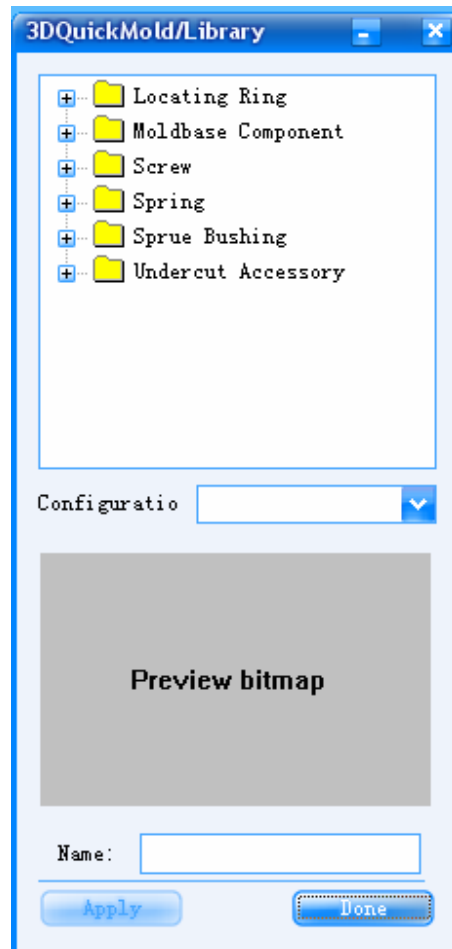 3DQuickMold/Library
Locating Ring
Moldbase Component
Screw
Spring
Sprue Bushing
Undercut Accessory
Configuratio
Preview bitmap
Name:
Apply
Done